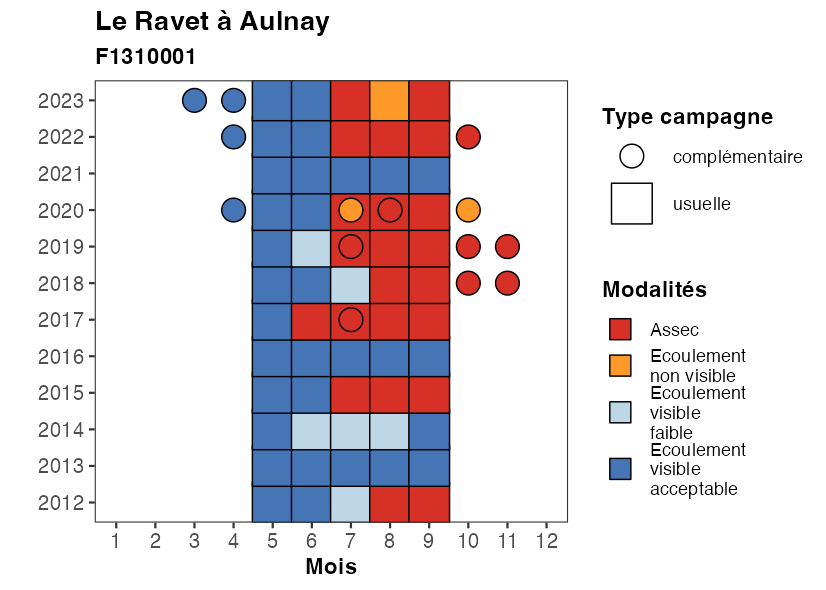 Le Ravet à Aulnay
F1310001
2023
2022
2021
2020
2019
2018
2017
2016
2015
2014
2013
2012
1 2 3 4 5 6 7 8 9 10 11 12
Mois
Type campagne
complémentaire
usuelle
Modalités
Assec
Ecoulement
non visible
Ecoulement
visible
faible
Ecoulement
visible
acceptable